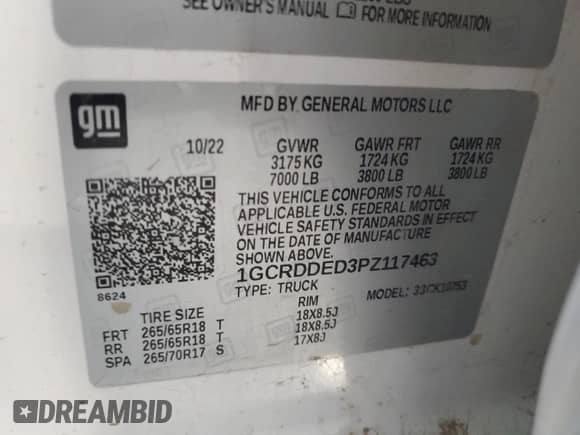 SEE OWNER'S MANUAL FOR MORE INFORMATION
gm
MFD BY GENERAL MOTORS LLC
10/22 GVWR GAWR FRT GAWR RR
3175 KG 1724 KG 1724 KG
7000 LB 3800 LB 3800 LB
THIS VEHICLE CONFORMS TO ALL
APPLICABLE U.S. FEDERAL MOTOR
VEHICLE SAFETY STANDARDS IN EFFECT
ON THE DATE OF MANUFACTURE
SHOWN ABOVE.
1GCRDDED3PZ117463
8624
TYPE: TRUCK MODEL:
TIRE SIZE RIM
FRT 265/65R18 T 18X8.5J
RR 265/65R18 T 18X8.5J
SPA 265/70R17 S 17X8J
DREAMBID